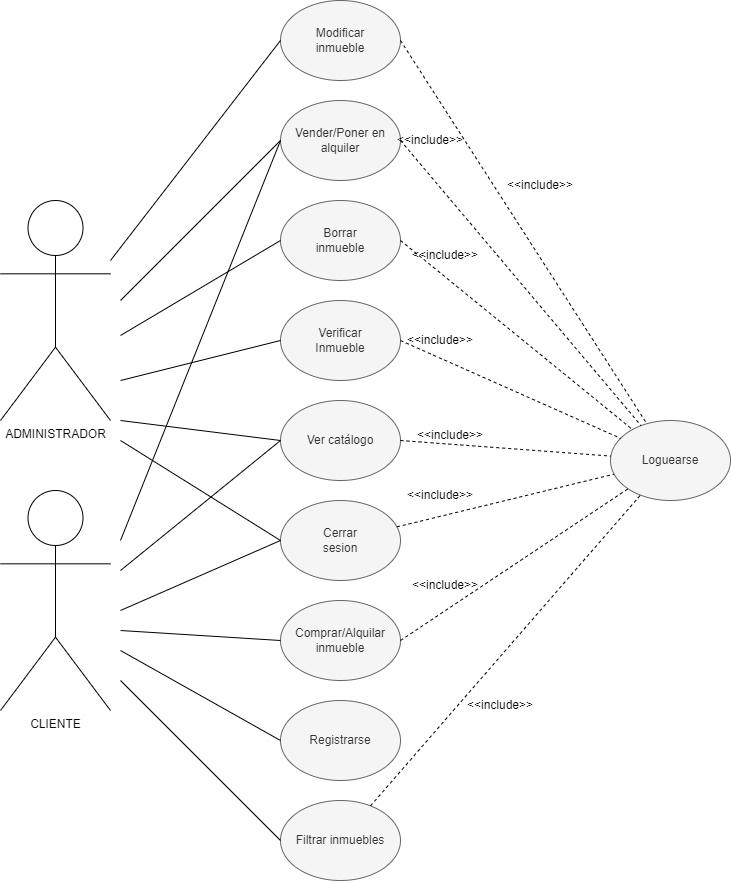 Modificar
inmueble
Vender/Poner en
alquiler
<<include>>
<<include>>
Borrar
inmueble
<<include>>
Verificar
Inmueble
<<include>>
ADMINISTRADOR
Ver catálogo
<<include>>
Loguearse
<<include>>
Cerrar
sesion
<<include>>
Comprar/Alquilar
inmueble
<<include>>
CLIENTE
Registrarse
Filtrar inmuebles